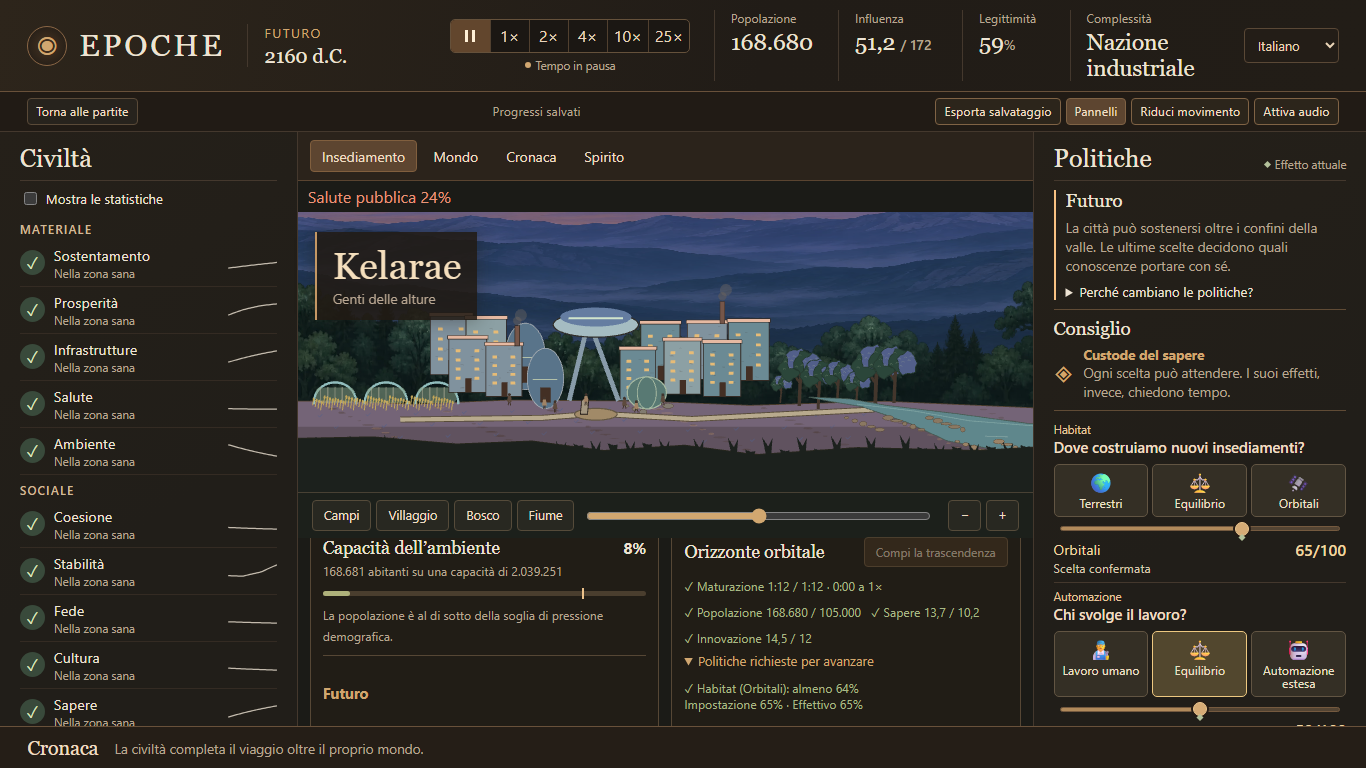 EPOCHE
FUTURO
2160 d.C.
1×
2×
4×
10×
25×
Tempo in pausa
Popolazione
168.680
Influenza
51,2 / 172
Legittimità
59%
Complessità
Nazione
industriale
Italiano
Torna alle partite
Progressi salvati
Esporta salvataggio
Pannelli
Riduci movimento
Attiva audio
Civiltà
Mostra le statistiche
MATERIALE
Sostentamento
Nella zona sana
Prosperità
Nella zona sana
Infrastrutture
Nella zona sana
Salute
Nella zona sana
Ambiente
Nella zona sana
SOCIALE
Coesione
Nella zona sana
Stabilità
Nella zona sana
Fede
Nella zona sana
Cultura
Nella zona sana
Sapere
Nella zona sana
Insediamento
Mondo
Cronaca
Spirito
Salute pubblica 24%
Kelarae
Genti delle alture
Campi
Villaggio
Bosco
Fiume
−
+
Capacità dell’ambiente
8%
168.681 abitanti su una capacità di 2.039.251
La popolazione è al di sotto della soglia di pressione
demografica.
Futuro
Orizzonte orbitale
Compi la trascendenza
✓ Maturazione 1:12 / 1:12 · 0:00 a 1×
✓ Popolazione 168.680 / 105.000 ✓ Sapere 13,7 / 10,2
✓ Innovazione 14,5 / 12
▼ Politiche richieste per avanzare
✓ Habitat (Orbitali): almeno 64%
Impostazione 65% · Effettivo 65%
Politiche
◆ Effetto attuale
Futuro
La città può sostenersi oltre i confini della
valle. Le ultime scelte decidono quali
conoscenze portare con sé.
▶ Perché cambiano le politiche?
Consiglio
Custode del sapere
Ogni scelta può attendere. I suoi effetti,
invece, chiedono tempo.
Habitat
Dove costruiamo nuovi insediamenti?
Terrestri
Equilibrio
Orbitali
Orbitali
65/100
Scelta confermata
Automazione
Chi svolge il lavoro?
Lavoro umano
Equilibrio
Automazione
estesa
Cronaca
La civiltà completa il viaggio oltre il proprio mondo.